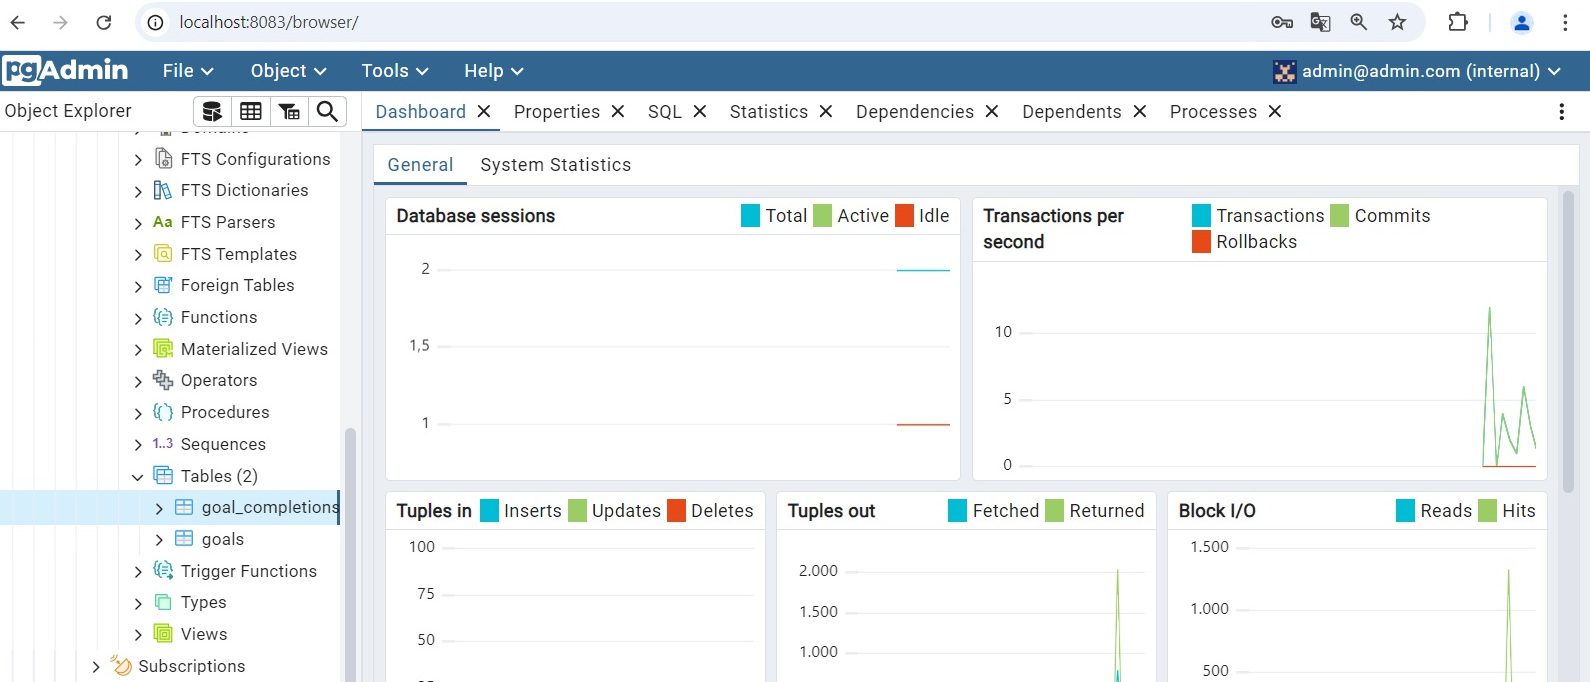 localhost:8083/browser/
pgAdmin File Object Tools Help admin@admin.com (internal)
Object Explorer
Dashboard Properties SQL Statistics Dependencies Dependents Processes
Domains
FTS Configurations
FTS Dictionaries
Aa FTS Parsers
FTS Templates
Foreign Tables
Functions
Materialized Views
Operators
Procedures
1..3 Sequences
Tables (2)
goal_completions
goals
Trigger Functions
Types
Views
Subscriptions
General System Statistics
Database sessions
Total Active Idle
2
1,5
1
Transactions per
second
Transactions Commits
Rollbacks
10
5
0
Tuples in
Inserts Updates Deletes
100
75
50
Tuples out
Fetched Returned
2.000
1.500
1.000
Block I/O
Reads Hits
1.500
1.000
500